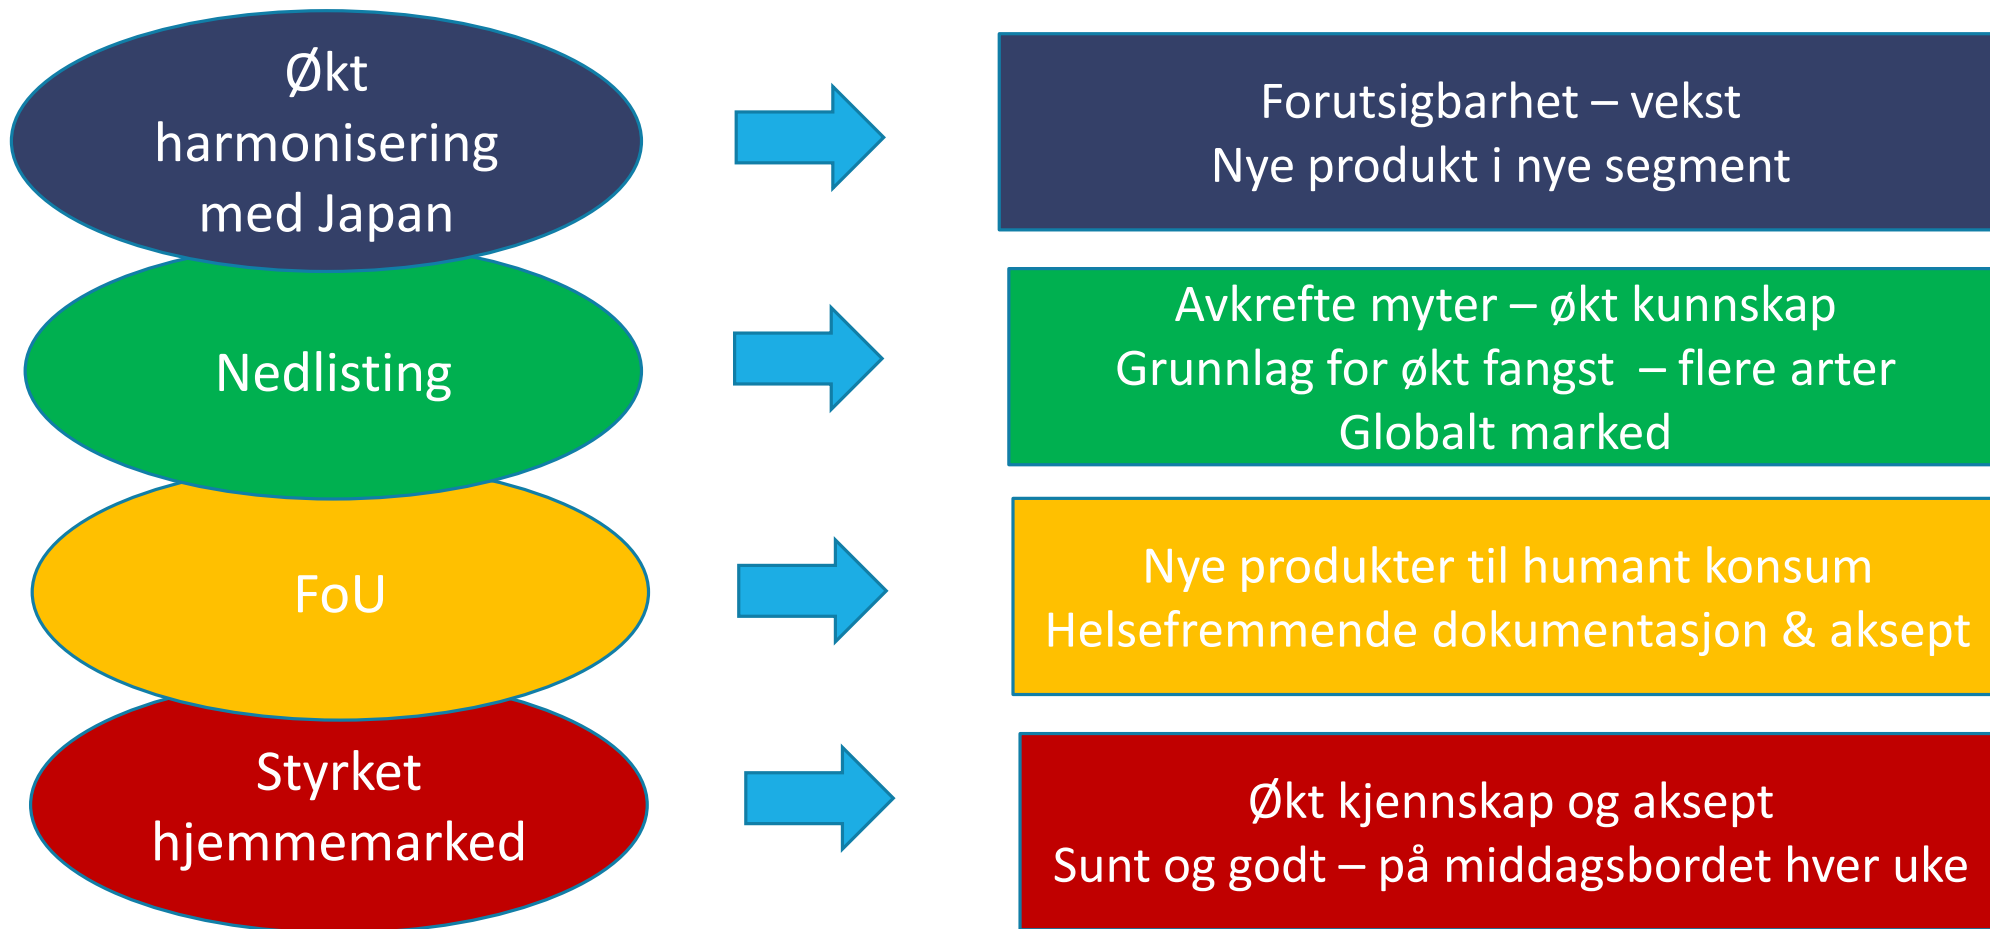 Økt
harmonisering
med Japan
Forutsigbarhet – vekst
Nye produkt i nye segment
Nedlisting
Avkrefte myter – økt kunnskap
Grunnlag for økt fangst – flere arter
Globalt marked
FoU
Nye produkter til humant konsum
Helsefremmende dokumentasjon & aksept
Styrket
hjemmemarked
Økt kjennskap og aksept
Sunt og godt – på middagsbordet hver uke